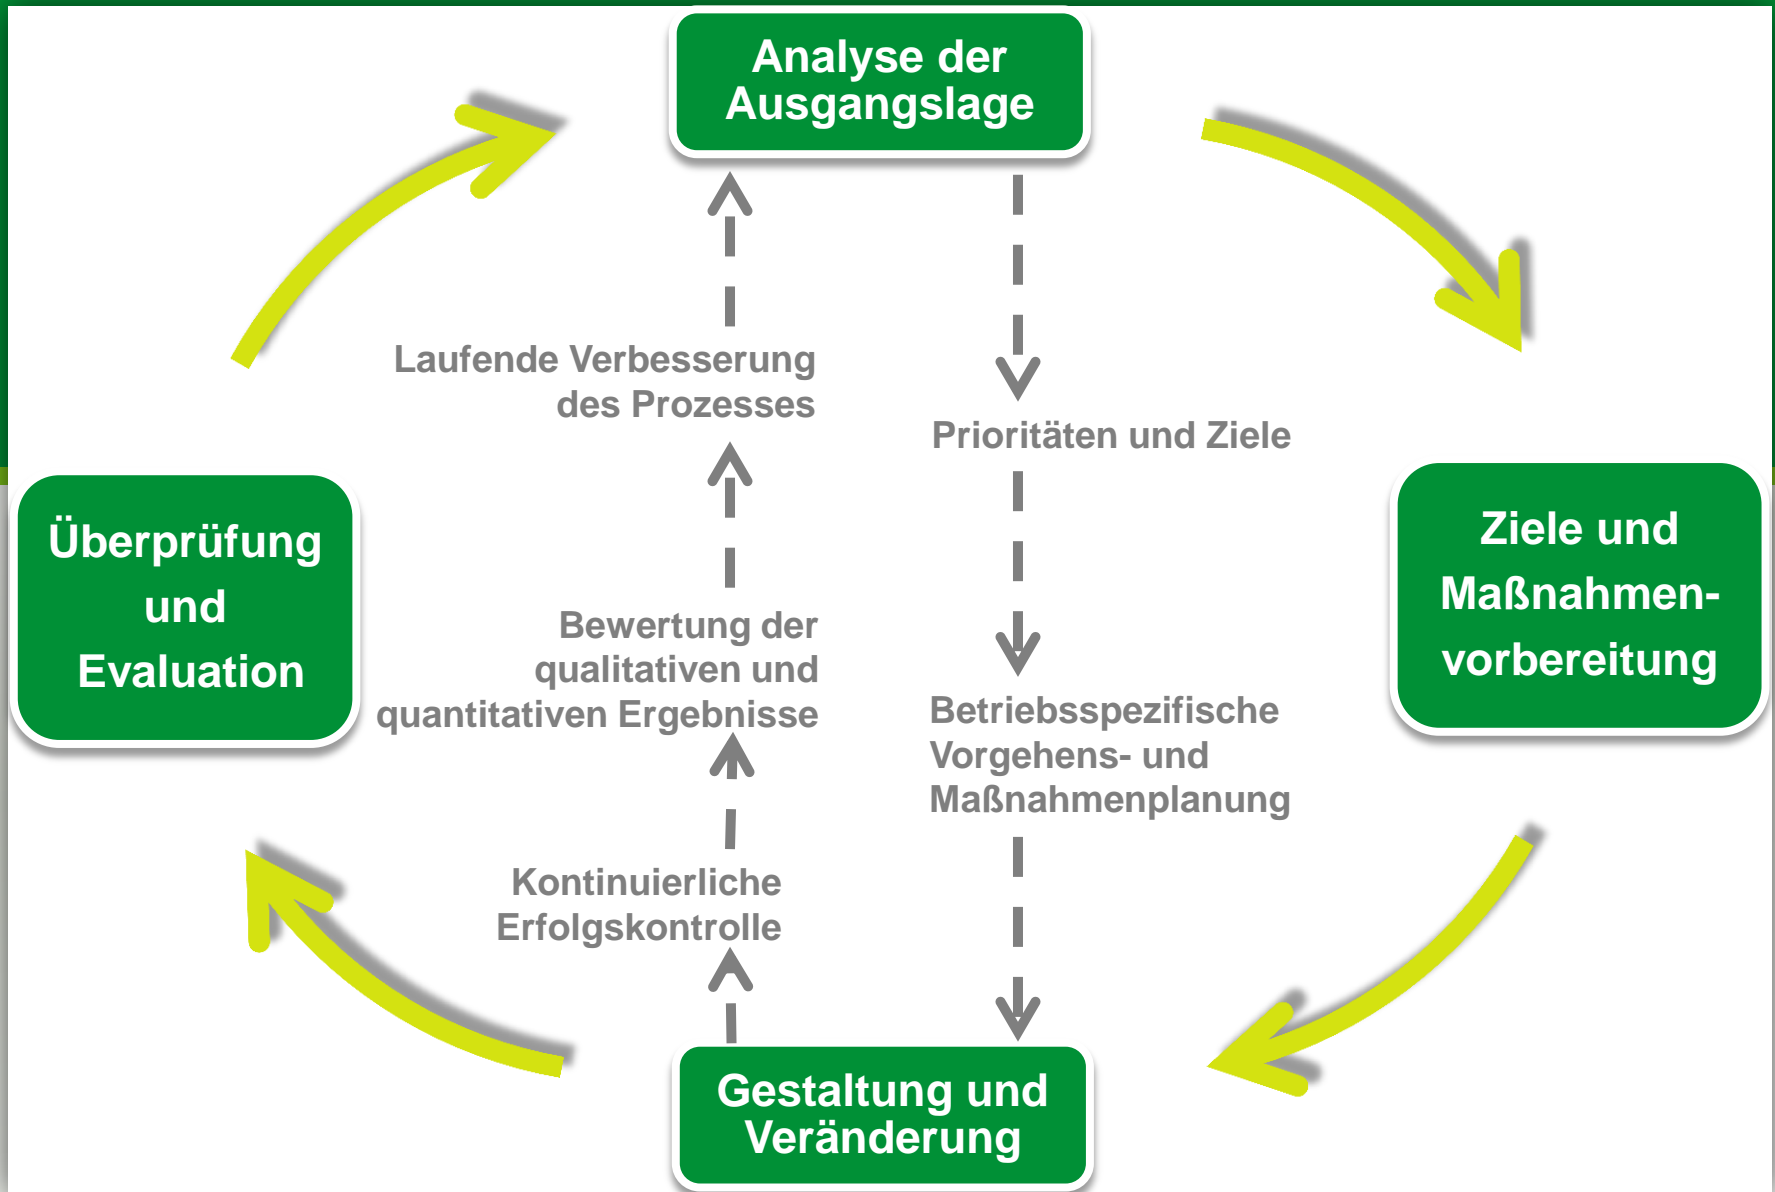 Analyse der
Ausgangslage
Laufende Verbesserung
des Prozesses
Prioritäten und Ziele
Überprüfung
und
Evaluation
Ziele und
Maßnahmen-
vorbereitung
Bewertung der
qualitativen und
quantitativen Ergebnisse
Betriebsspezifische
Vorgehens- und
Maßnahmenplanung
Kontinuierliche
Erfolgskontrolle
Gestaltung und
Veränderung